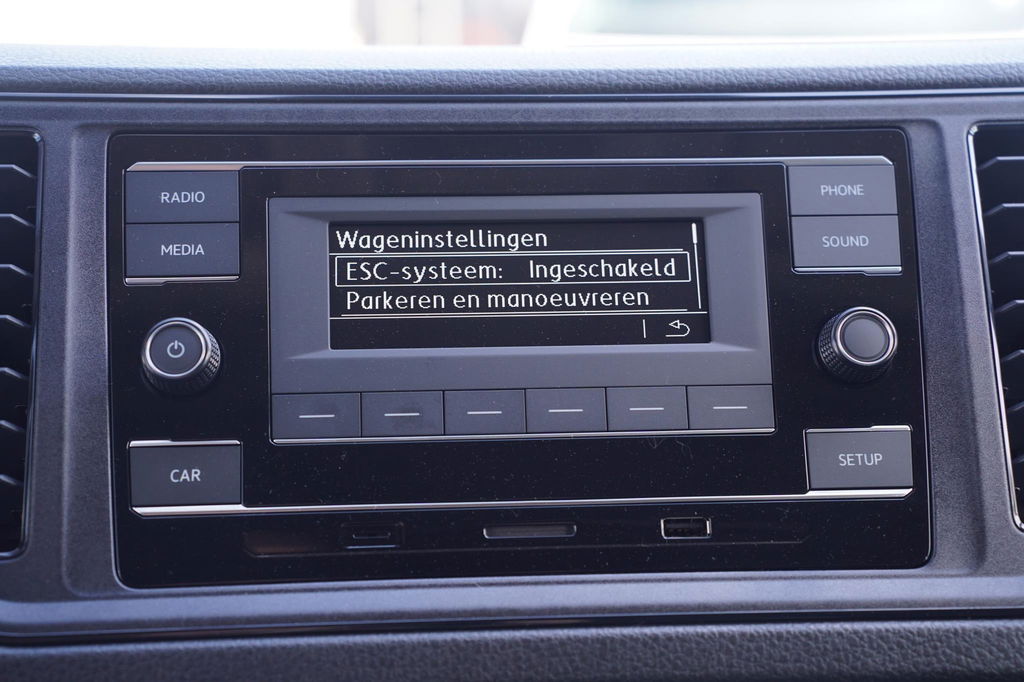 RADIO
MEDIA
Wageninstellingen
ESC-systeem: Ingeschakeld
Parkeren en manoeuvreren
PHONE
SOUND
CAR
SETUP